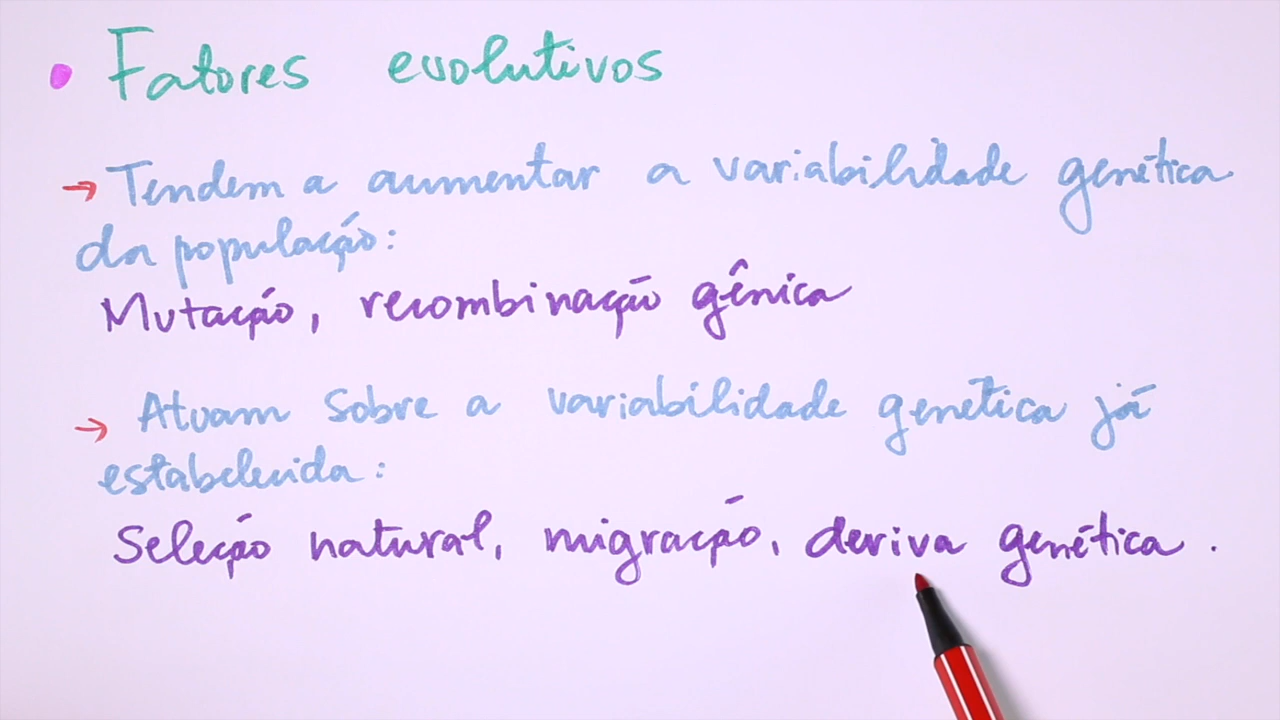 Fatores evolutivos
→ Tendem a aumentar a variabilidade genética
da população:
Mutação, recombinação gênica
→ Atuam sobre a variabilidade genética já
estabelecida:
Seleção natural, migração, deriva genética.